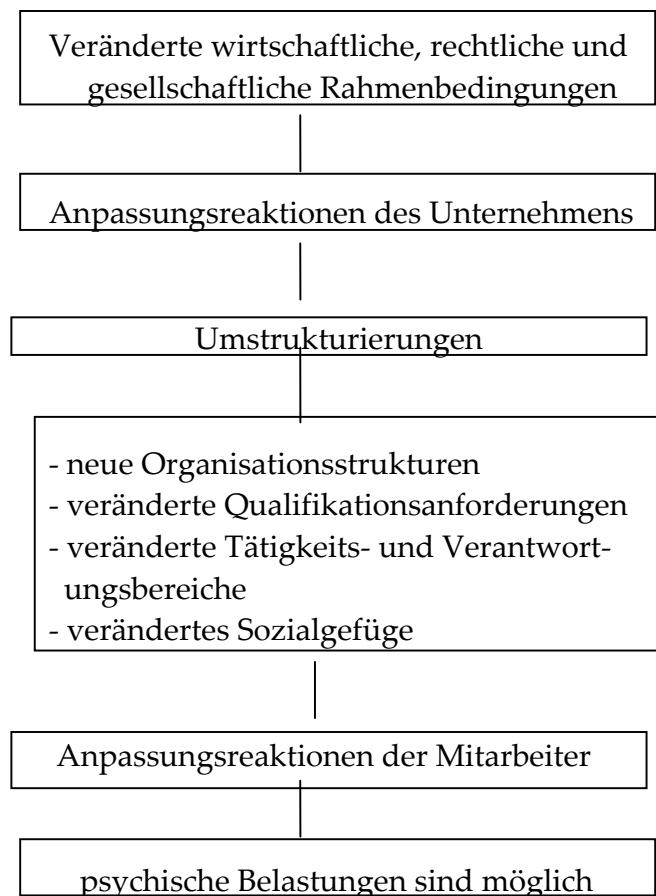 Veränderte wirtschaftliche, rechtliche und
gesellschaftliche Rahmenbedingungen
Anpassungsreaktionen des Unternehmens
Umstrukturierungen
- neue Organisationsstrukturen
- veränderte Qualifikationsanforderungen
- veränderte Tätigkeits- und Verantwort-
ungsbereiche
- verändertes Sozialgefüge
Anpassungsreaktionen der Mitarbeiter
psychische Belastungen sind möglich